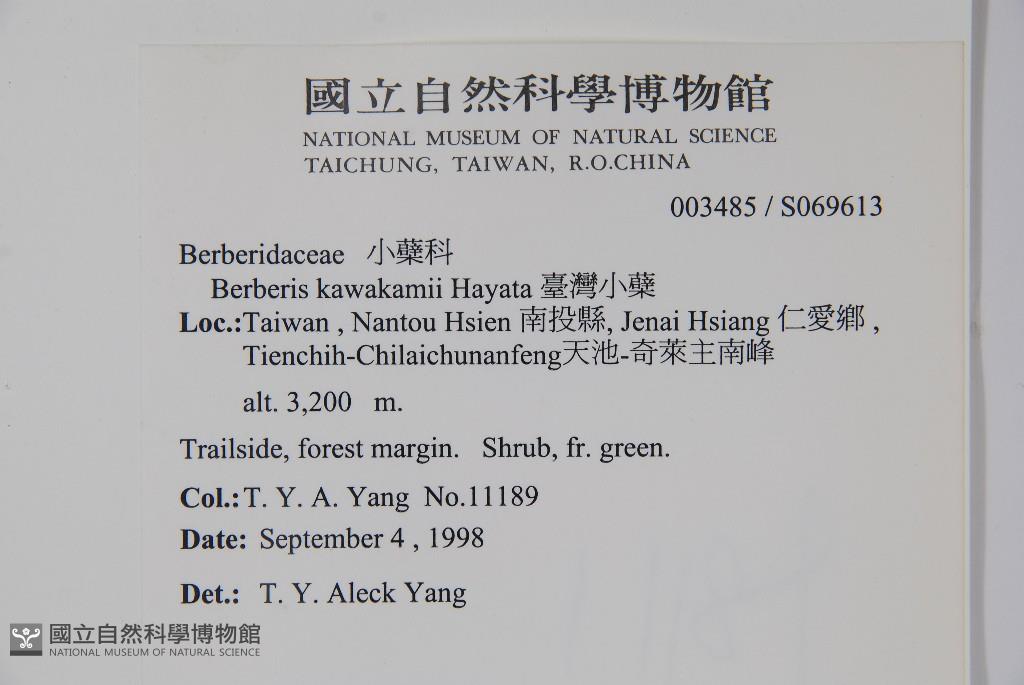 國立自然科學博物館
NATIONAL MUSEUM OF NATURAL SCIENCE
TAICHUNG, TAIWAN, R.O.CHINA
003485 / S069613
Berberidaceae 小蘗科
Berberis kawakamii Hayata 臺灣小蘗
Loc.:Taiwan , Nantou Hsien 南投縣, Jenai Hsiang 仁愛鄉 ,
Tienchih-Chilaichunanfeng天池-奇萊主南峰
alt. 3,200 m.
Trailside, forest margin. Shrub, fr. green.
Col.:T. Y. A. Yang No.11189
Date: September 4 , 1998
Det.: T. Y. Aleck Yang
國立自然科學博物館
NATIONAL MUSEUM OF NATURAL SCIENCE